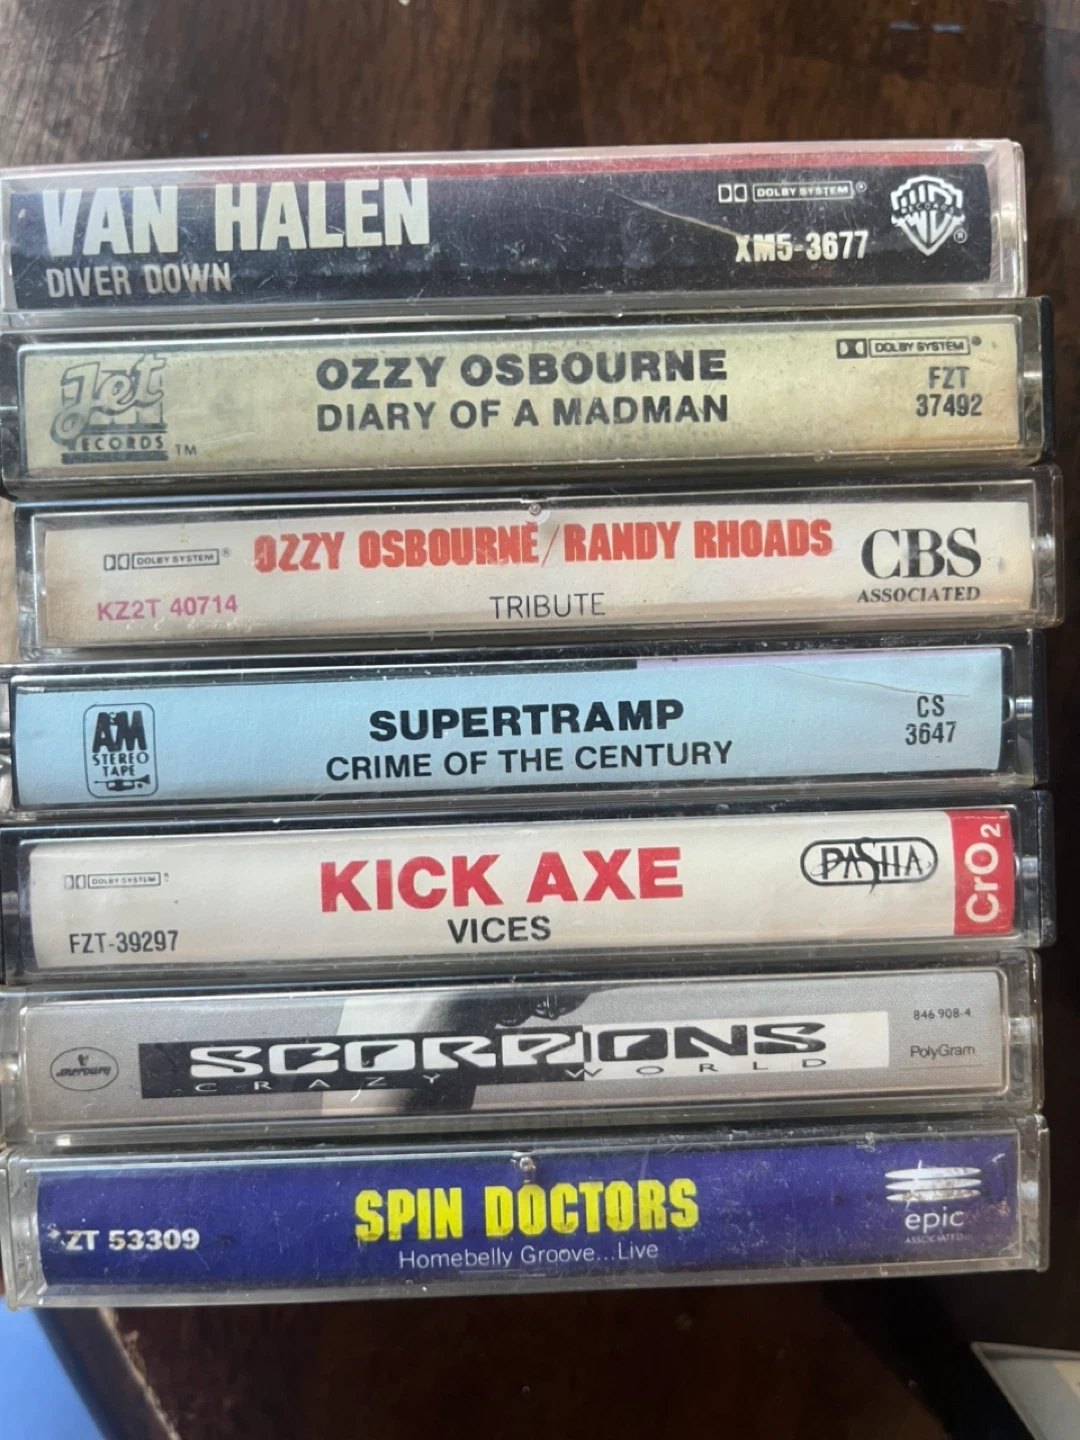 VAN HALEN
DIVER DOWN
DOLBY SYSTEM®
XM5-3677
Jet
RECORDS TM
OZZY OSBOURNE
DIARY OF A MADMAN
DOLBY SYSTEM®
FZT
37492
DOLBY SYSTEM®
KZ2T 40714
OZZY OSBOURNE/RANDY RHOADS
TRIBUTE
CBS
ASSOCIATED
A&M
STEREO
TAPE
SUPERTRAMP
CRIME OF THE CENTURY
CS
3647
DOLBY SYSTEM
FZT-39297
KICK AXE
VICES
PASHA
CrO2
mercury
SCORPIONS
CRAZY WORLD
846 908-4
PolyGram
ZT 53309
SPIN DOCTORS
Homebelly Groove...Live
epic
ASSOCIATED